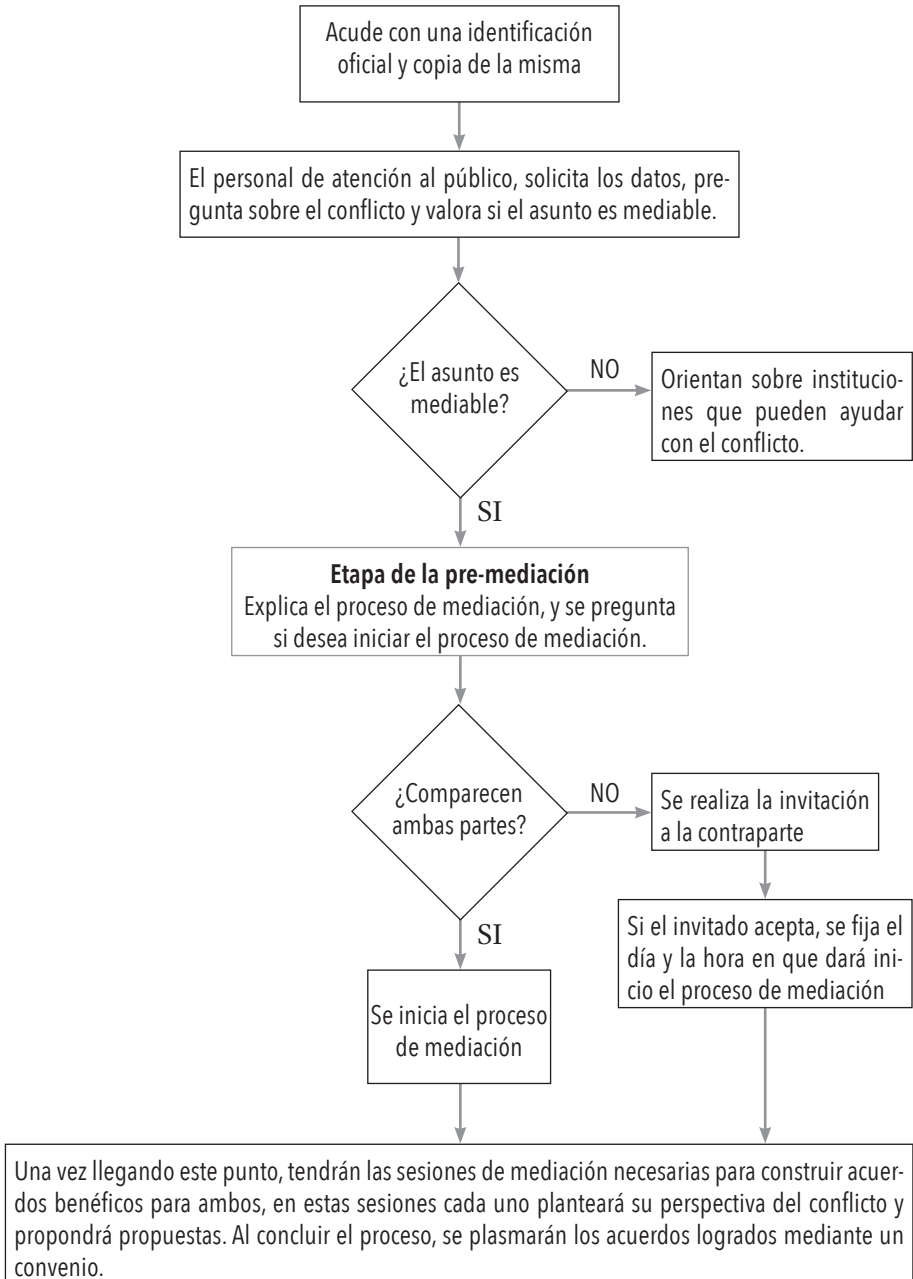 Acude con una identificación
oficial y copia de la misma
El personal de atención al público, solicita los datos, pre-
gunta sobre el conflicto y valora si el asunto es mediable.
¿El asunto es
mediable?
NO
Orientan sobre institucio-
nes que pueden ayudar
con el conflicto.
SI
Etapa de la pre-mediación
Explica el proceso de mediación, y se pregunta
si desea iniciar el proceso de mediación.
¿Comparecen
ambas partes?
NO
Se realiza la invitación
a la contraparte
Si el invitado acepta, se fija el
día y la hora en que dará ini-
cio el proceso de mediación
SI
Se inicia el proceso
de mediación
Una vez llegando este punto, tendrán las sesiones de mediación necesarias para construir acuer-
dos benéficos para ambos, en estas sesiones cada uno planteará su perspectiva del conflicto y
propondrá propuestas. Al concluir el proceso, se plasmarán los acuerdos logrados mediante un
convenio.